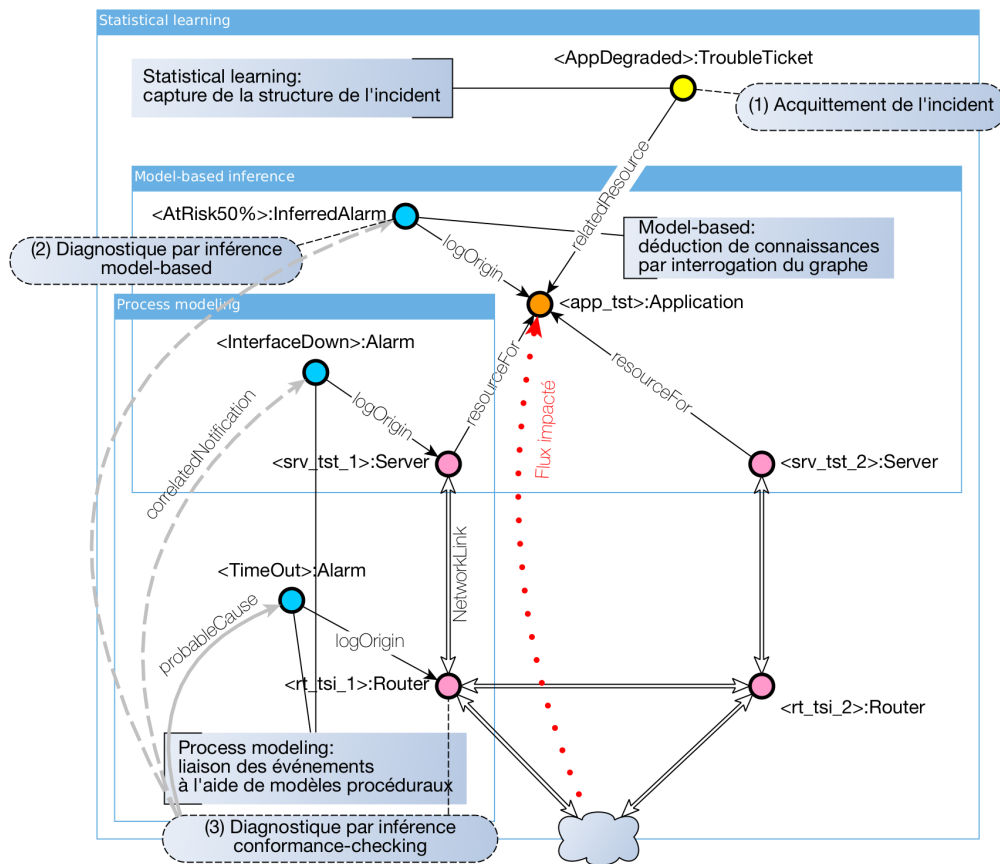 Statistical learning
<AppDegraded>:TroubleTicket
Statistical learning:
capture de la structure de l'incident
(1) Acquittement de l'incident
relatedResource
Model-based inference
<AtRisk50%>:InferredAlarm
(2) Diagnostique par inférence
model-based
logOrigin
Model-based:
déduction de connaissances
par interrogation du graphe
Process modeling
<app_tst>:Application
<InterfaceDown>:Alarm
resourceFor
resourceFor
logOrigin
Flux impacté
correlatedNotification
<srv_tst_1>:Server
<srv_tst_2>:Server
NetworkLink
<TimeOut>:Alarm
probableCause
logOrigin
<rt_tsi_1>:Router
<rt_tsi_2>:Router
Process modeling:
liaison des événements
à l'aide de modèles procéduraux
(3) Diagnostique par inférence
conformance-checking